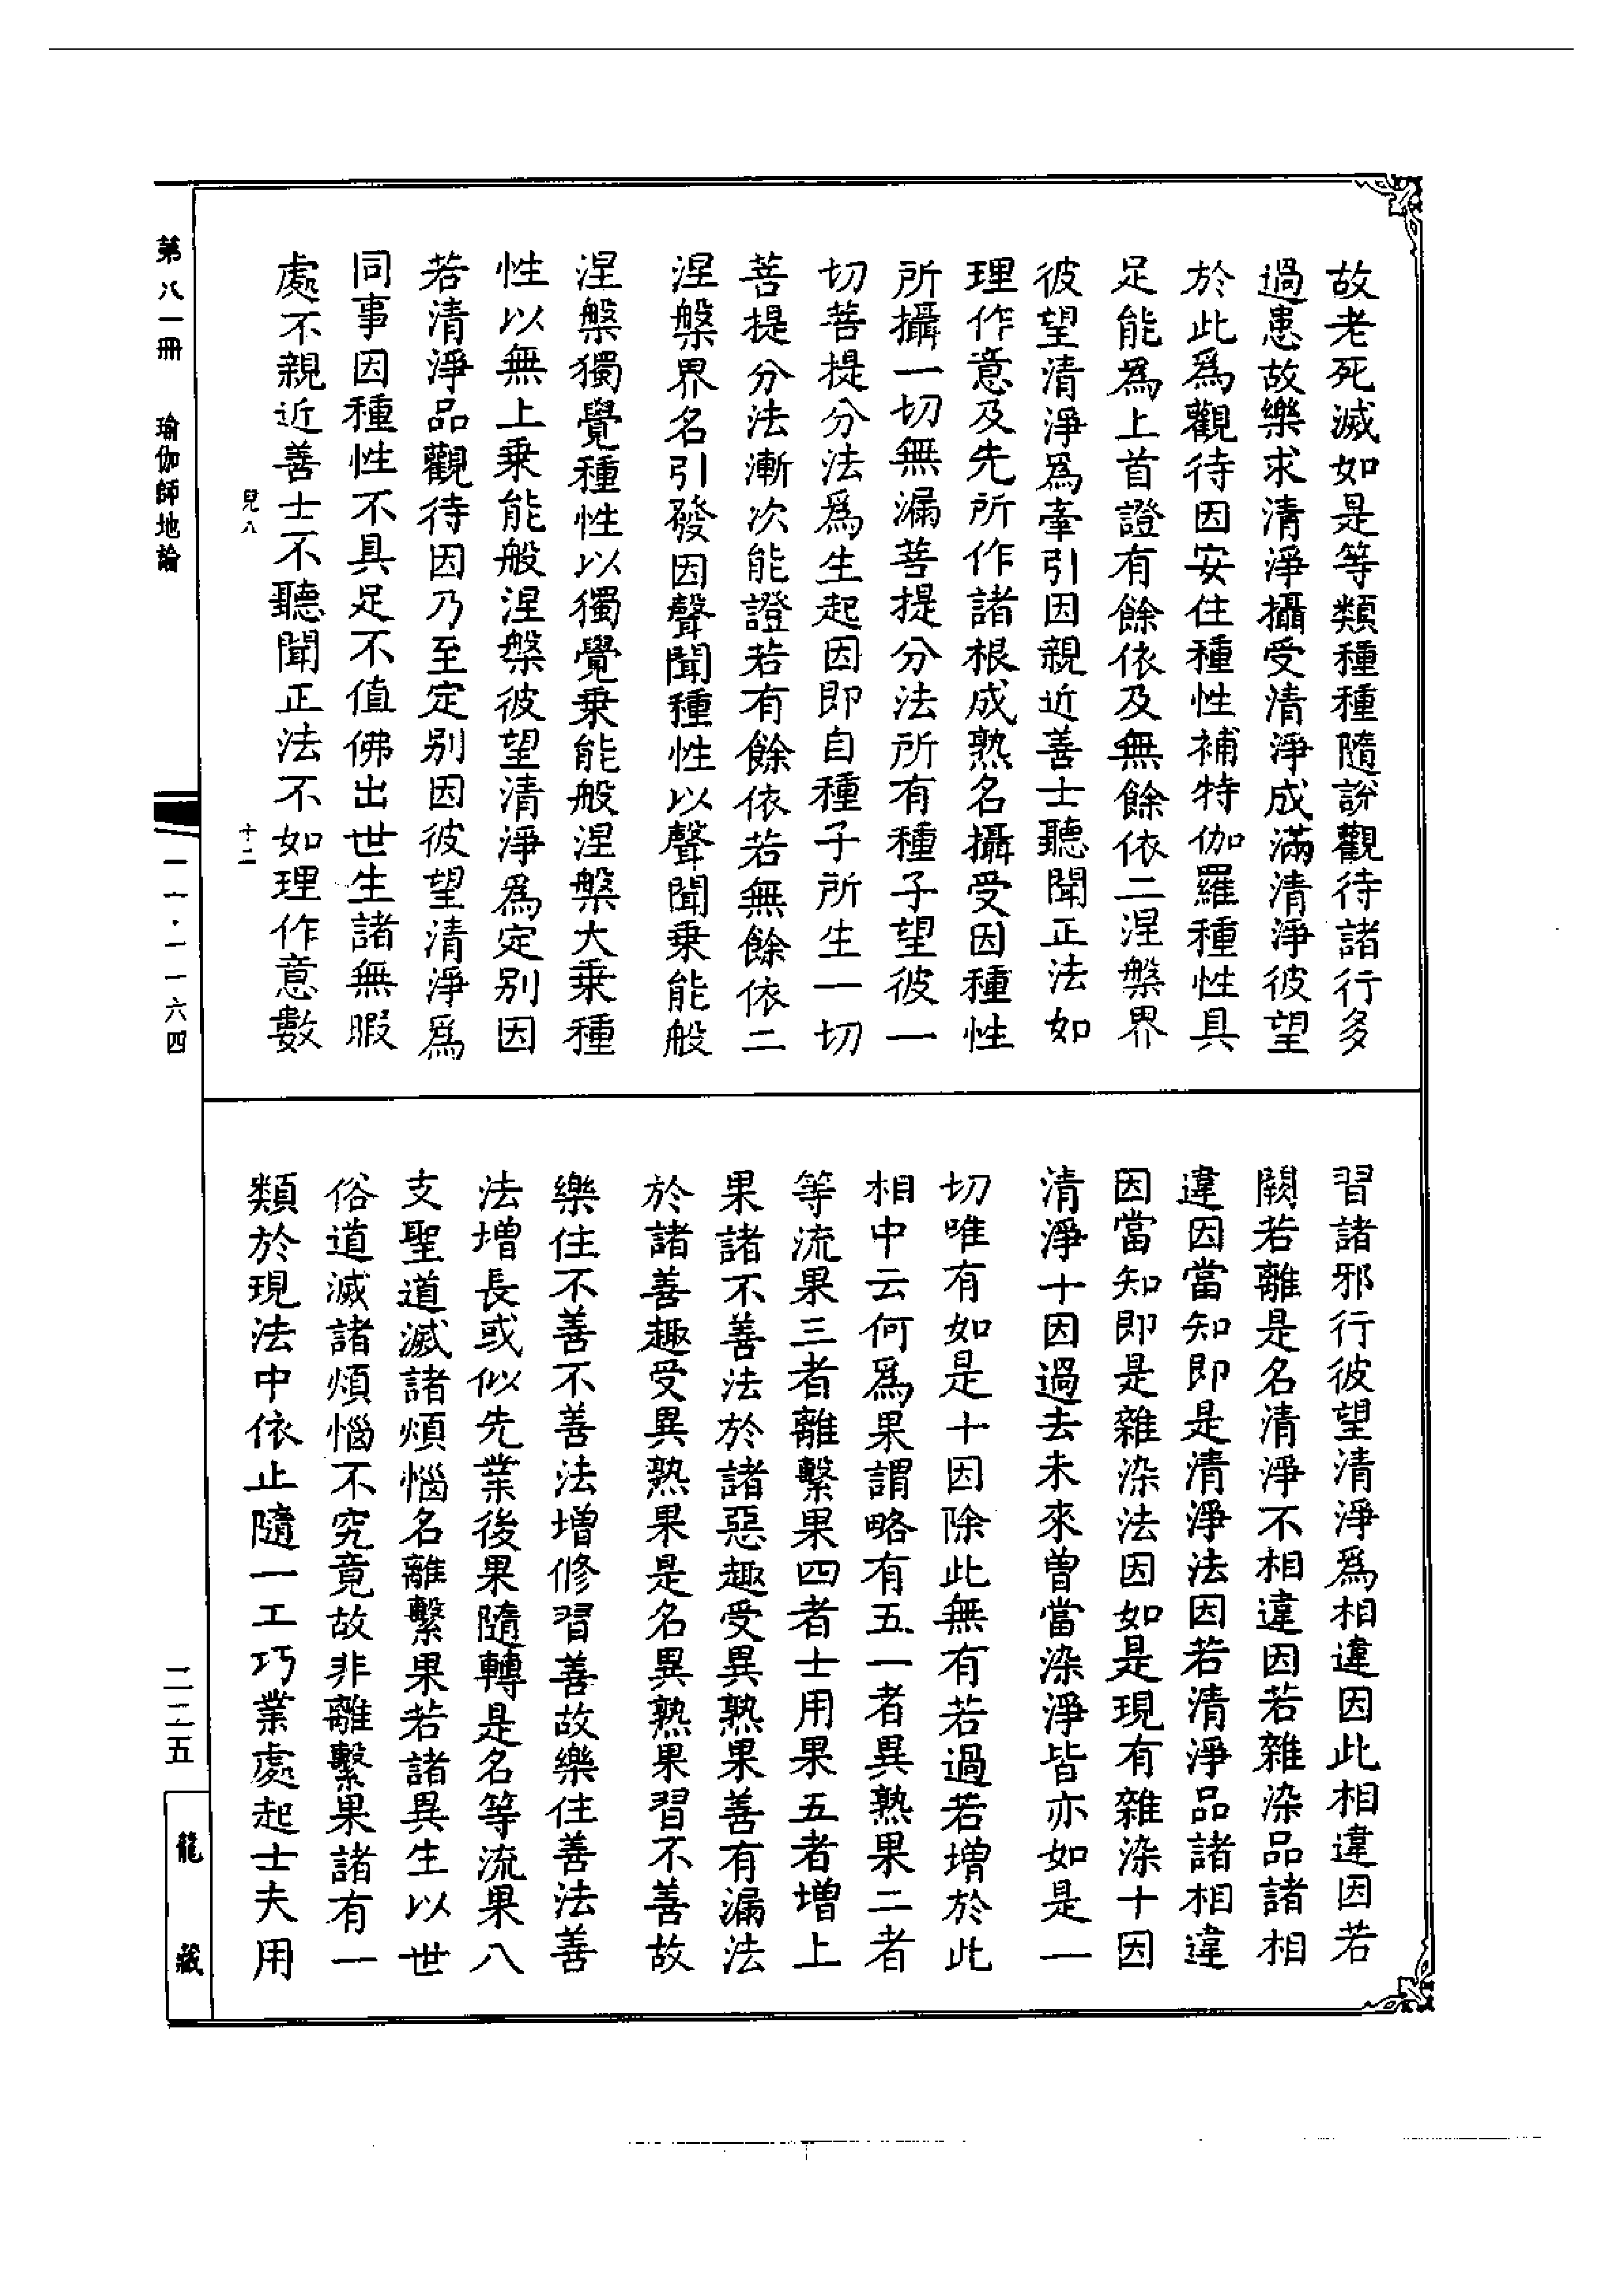 故老死滅如是等類種種隨說觀待諸行多
過患故樂求清淨攝受清淨成滿清淨彼望
於此爲觀待因安住種性補特伽羅種性具
足能爲上首證有餘依及無餘依二涅槃界
彼望清淨爲牽引因親近善士聽聞正法如
理作意及先所作諸根成熟名攝受因種性
所攝一切無漏菩提分法所有種子望彼一
切菩提分法爲生起因即自種子所生一切
菩提分法漸次能證若有餘依若無餘依二
涅槃界名引發因聲聞種性以聲聞乘能般
涅槃獨覺種性以獨覺乘能般涅槃大乘種
性以無上乘能般涅槃彼望清淨爲定別因
若清淨品觀待因乃至定別因彼望清淨爲
同事因種性不具足不值佛出世生諸無暇
處不親近善士不聽聞正法不如理作意數
習諸邪行彼望清淨爲相違因此相違因若
闕若離是名清淨不相違因若雜染品諸相
違因當知即是清淨法因若清淨品諸相違
因當知即是雜染法因如是現有雜染十因
清淨十因過去未來曾當染淨皆亦如是一
切唯有如是十因除此無有若過若增於此
相中云何爲果謂略有五一者異熟果二者
等流果三者離繫果四者士用果五者增上
果諸不善法於諸惡趣受異熟果善有漏法
於諸善趣受異熟果是名異熟果習不善故
樂住不善不善法增修習善故樂住善法善
法增長或似先業後果隨轉是名等流果八
支聖道滅諸煩惱名離繫果若諸異生以世
俗道滅諸煩惱不究竟故非離繫果諸有一
類於現法中依止隨一工巧業處起士夫用
兒八
十二
第八一冊
瑜伽師地論
一一·一一六四
二二五
龍藏